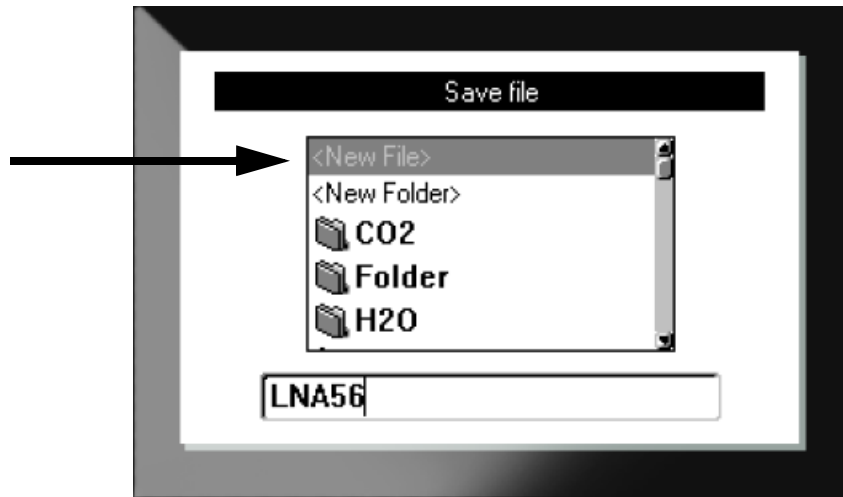 Save file
<New File>
<New Folder>
CO2
Folder
H2O
LNA56